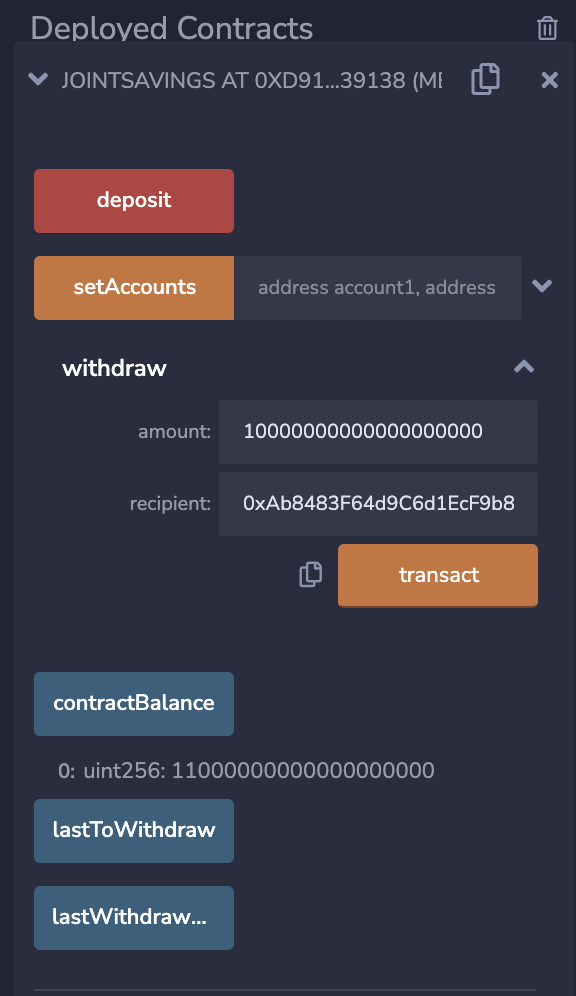 Deployed Contracts
JOINTSAVINGS AT 0XD91...39138 (ME
deposit
setAccounts address account1, address
withdraw
amount: 10000000000000000000
recipient: 0xAb8483F64d9C6d1EcF9b8
transact
contractBalance
0: uint256: 11000000000000000000
lastToWithdraw
lastWithdraw...